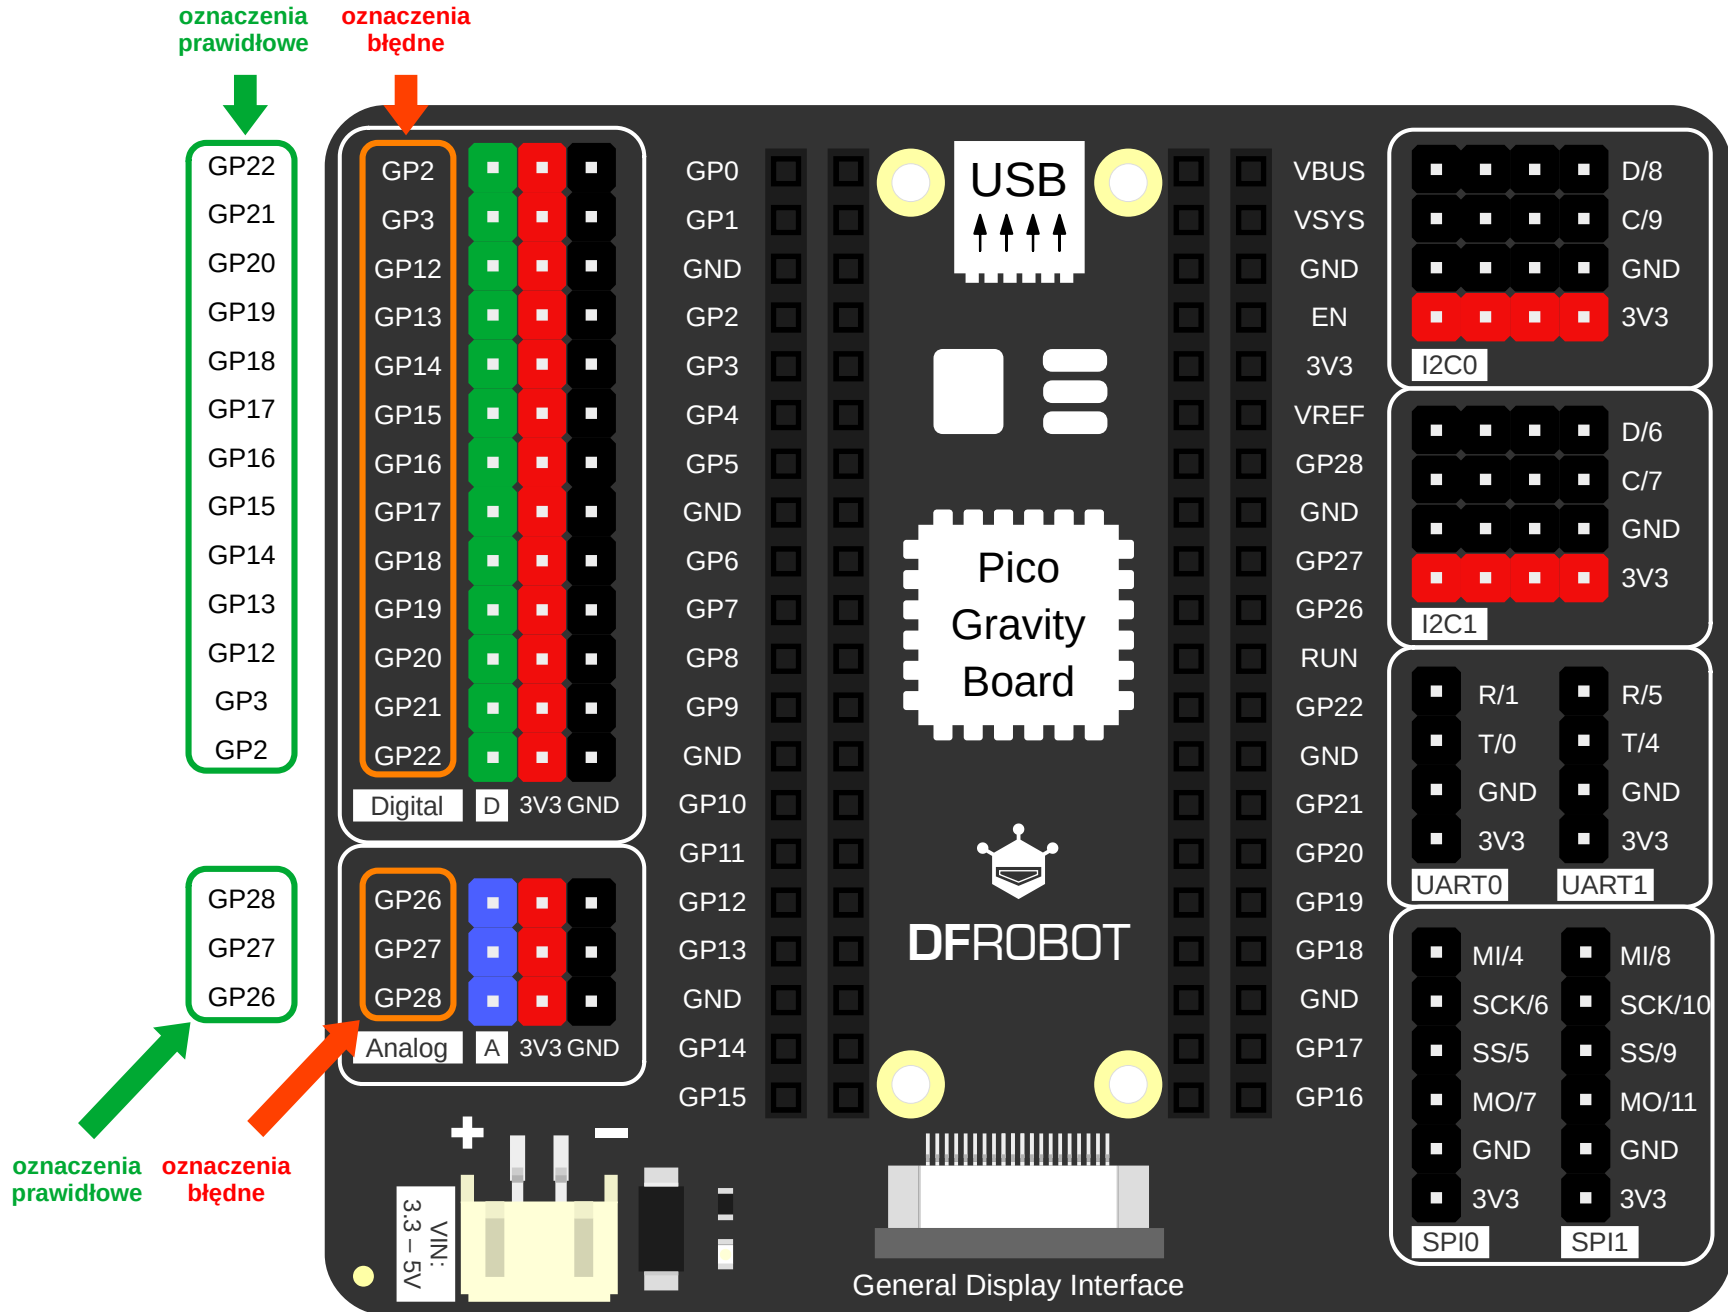 oznaczenia
prawidłowe
oznaczenia
błędne
GP22
GP21
GP20
GP19
GP18
GP17
GP16
GP15
GP14
GP13
GP12
GP3
GP2
GP28
GP27
GP26
oznaczenia
prawidłowe
oznaczenia
błędne
GP2
GP3
GP12
GP13
GP14
GP15
GP16
GP17
GP18
GP19
GP20
GP21
GP22
Digital D 3V3 GND
GP26
GP27
GP28
Analog A 3V3 GND
VIN:
3.3 – 5V
GP0
GP1
GND
GP2
GP3
GP4
GP5
GND
GP6
GP7
GP8
GP9
GND
GP10
GP11
GP12
GP13
GND
GP14
GP15
USB
Pico
Gravity
Board
DFROBOT
General Display Interface
VBUS
VSYS
GND
EN
3V3
VREF
GP28
GND
GP27
GP26
RUN
GP22
GND
GP21
GP20
GP19
GP18
GND
GP17
GP16
D/8
C/9
GND
3V3
I2C0
D/6
C/7
GND
3V3
I2C1
R/1 R/5
T/0 T/4
GND GND
3V3 3V3
UART0 UART1
MI/4 MI/8
SCK/6 SCK/10
SS/5 SS/9
MO/7 MO/11
GND GND
3V3 3V3
SPI0 SPI1